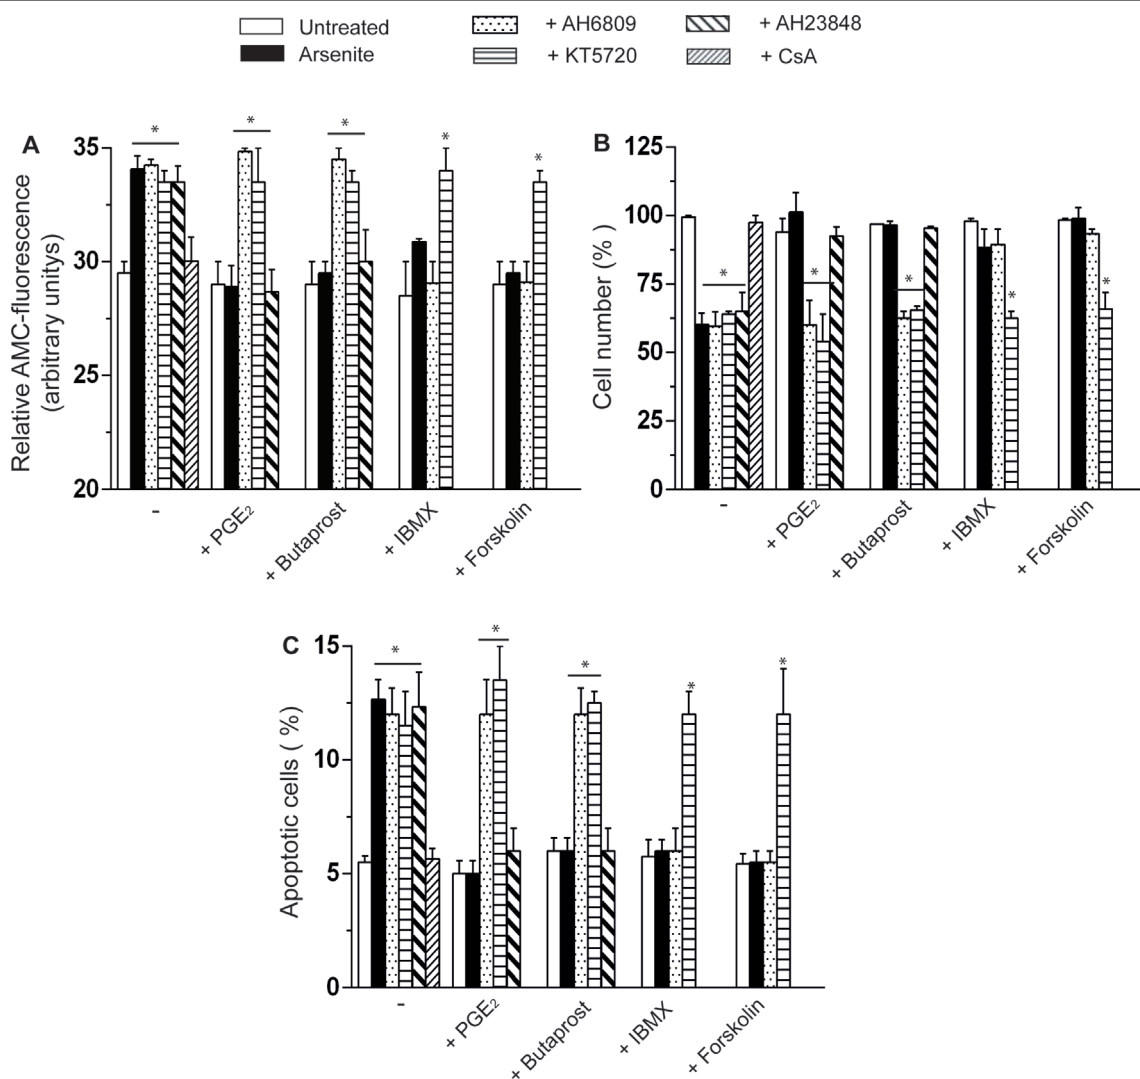 Untreated
Arsenite
+ AH6809
+ KT5720
+ AH23848
+ CsA
A
*
*
*
*
*
35
30
25
20
Relative AMC-fluorescence
(arbitrary unitys)
-
+ PGE₂
+ Butaprost
+ IBMX
+ Forskolin
B
125
100
75
50
25
0
Cell number (% )
*
*
*
*
*
-
+ PGE₂
+ Butaprost
+ IBMX
+ Forskolin
C
15
10
5
0
Apoptotic cells ( %)
*
*
*
*
*
-
+ PGE₂
+ Butaprost
+ IBMX
+ Forskolin